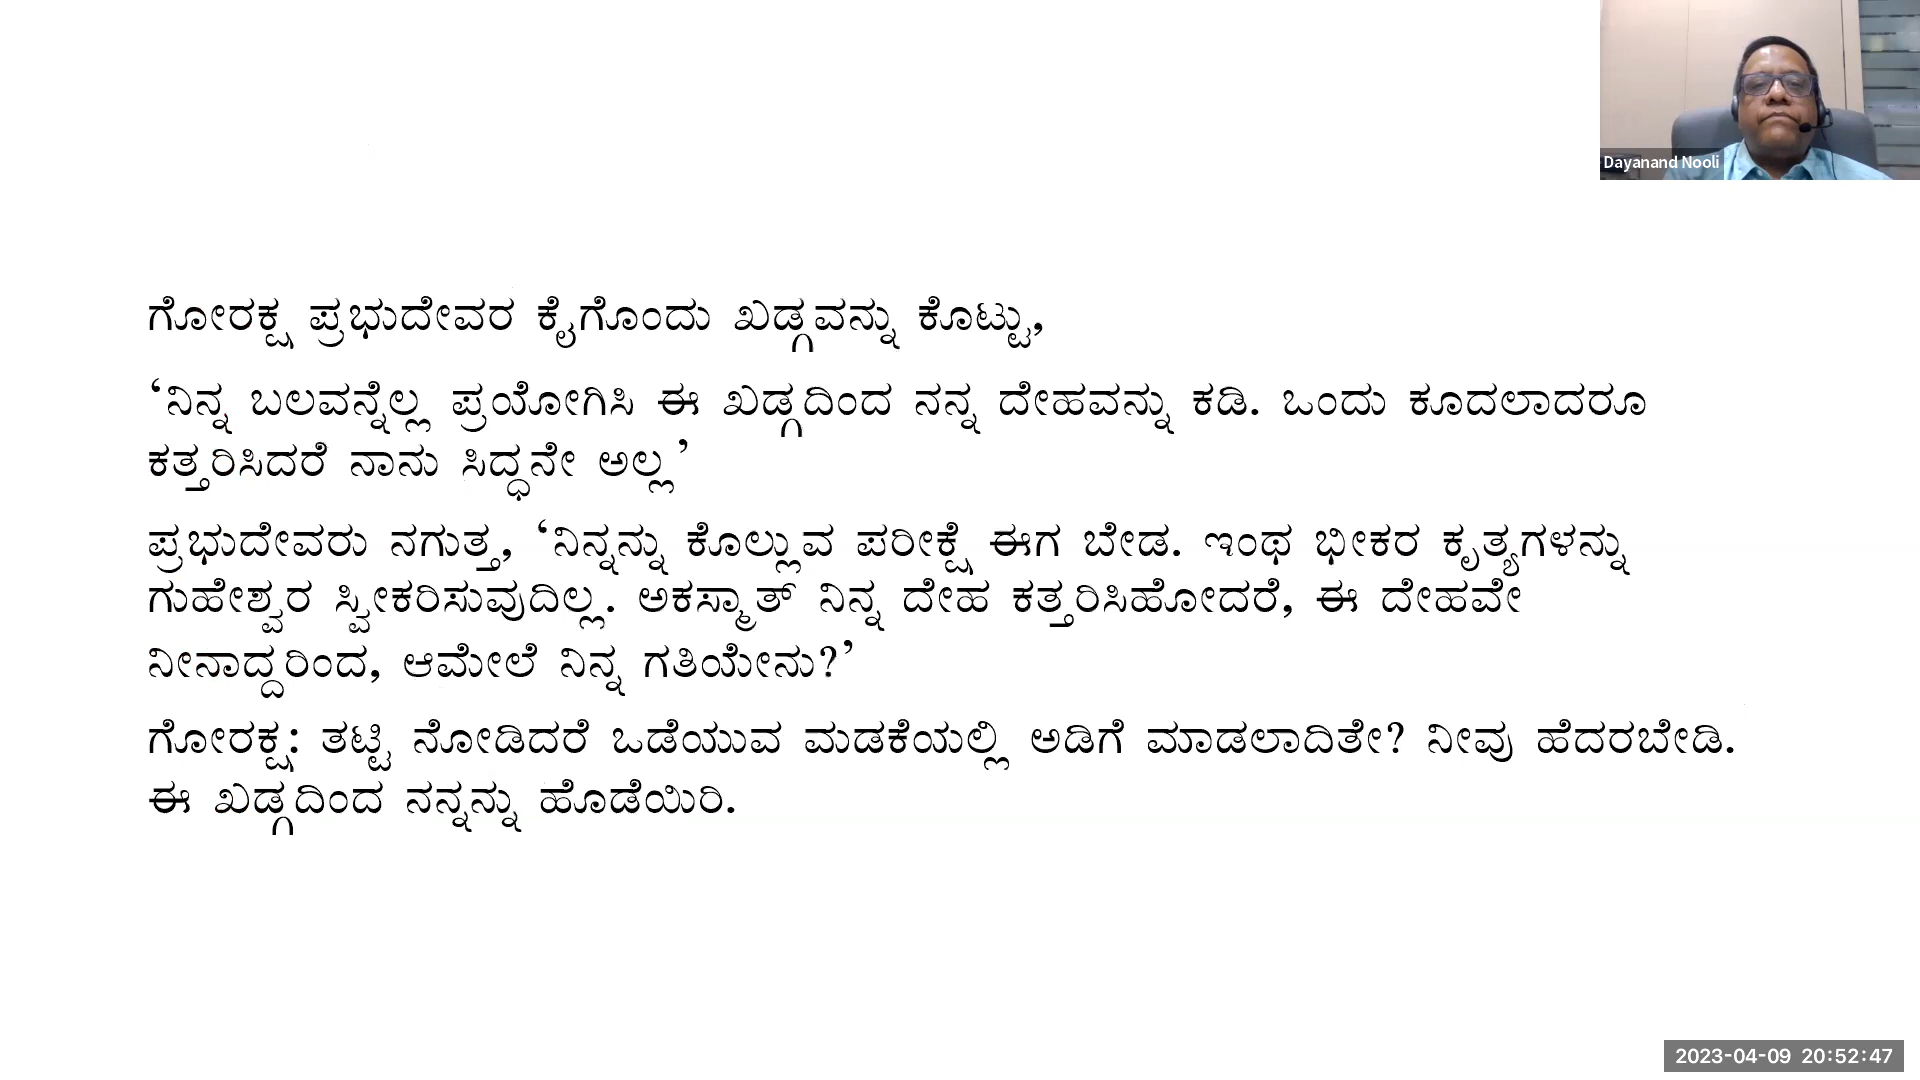 Dayanand Nooli
ಗೋರಕ್ಷ ಪ್ರಭುದೇವರ ಕೈಗೊಂದು ಖಡ್ಗವನ್ನು ಕೊಟ್ಟು,
‘ನಿನ್ನ ಬಲವನ್ನೆಲ್ಲ ಪ್ರಯೋಗಿಸಿ ಈ ಖಡ್ಗದಿಂದ ನನ್ನ ದೇಹವನ್ನು ಕಡಿ. ಒಂದು ಕೂದಲಾದರೂ
ಕತ್ತರಿಸಿದರೆ ನಾನು ಸಿದ್ಧನೇ ಅಲ್ಲ’
ಪ್ರಭುದೇವರು ನಗುತ್ತ, ‘ನಿನ್ನನ್ನು ಕೊಲ್ಲುವ ಪರೀಕ್ಷೆ ಈಗ ಬೇಡ. ಇಂಥ ಭೀಕರ ಕೃತ್ಯಗಳನ್ನು
ಗುಹೇಶ್ವರ ಸ್ವೀಕರಿಸುವುದಿಲ್ಲ. ಅಕಸ್ಮಾತ್ ನಿನ್ನ ದೇಹ ಕತ್ತರಿಸಿಹೋದರೆ, ಈ ದೇಹವೇ
ನೀನಾದ್ದರಿಂದ, ಆಮೇಲೆ ನಿನ್ನ ಗತಿಯೇನು?’
ಗೋರಕ್ಷ: ತಟ್ಟಿ ನೋಡಿದರೆ ಒಡೆಯುವ ಮಡಕೆಯಲ್ಲಿ ಅಡಿಗೆ ಮಾಡಲಾದಿತೇ? ನೀವು ಹೆದರಬೇಡಿ.
ಈ ಖಡ್ಗದಿಂದ ನನ್ನನ್ನು ಹೊಡೆಯಿರಿ.
2023-04-09 20:52:47